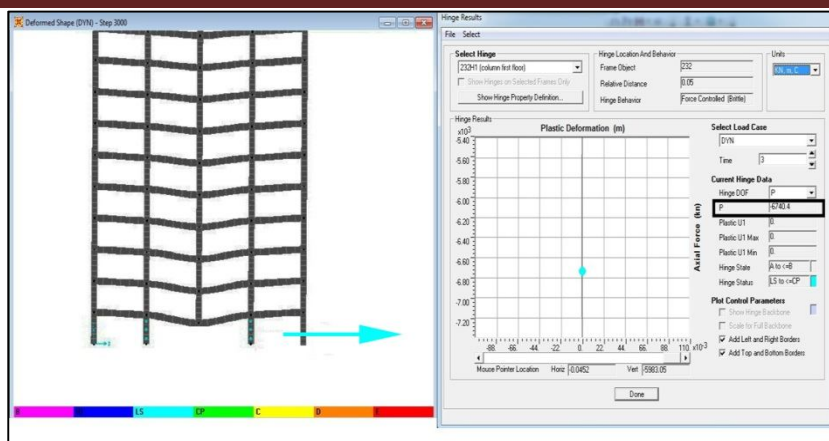 Deformed Shape (DYN) - Step 3000
B
LS
CP
C
D
E
Hinge Results
File Select
Select Hinge
232H1 (column first floor)
Show Hinges on Selected Frames Only
Show Hinge Property Definition...
Hinge Location And Behavior
Frame Object 232
Relative Distance 0.05
Hinge Behavior Force Controlled (Brittle)
Units
KN, m, C
Hinge Results
Plastic Deformation (m)
x10³
-5.40
-5.60
-5.80
-6.00
-6.20
-6.40
-6.60
-6.80
-7.00
-7.20
-88. -66. -44. -22. 0. 22. 44. 66. 88. 110. x10-3
Axial Force (kn)
Mouse Pointer Location Horiz -0.0452 Vert -5983.05
Select Load Case
DYN
Time 3
Current Hinge Data
Hinge DOF P
P -6740.4
Plastic U1 0.
Plastic U1 Max 0.
Plastic U1 Min 0.
Hinge State A to <=B
Hinge Status LS to <=CP
Plot Control Parameters
Show Hinge Backbone
Scale for Full Backbone
Add Left and Right Borders
Add Top and Bottom Borders
Done